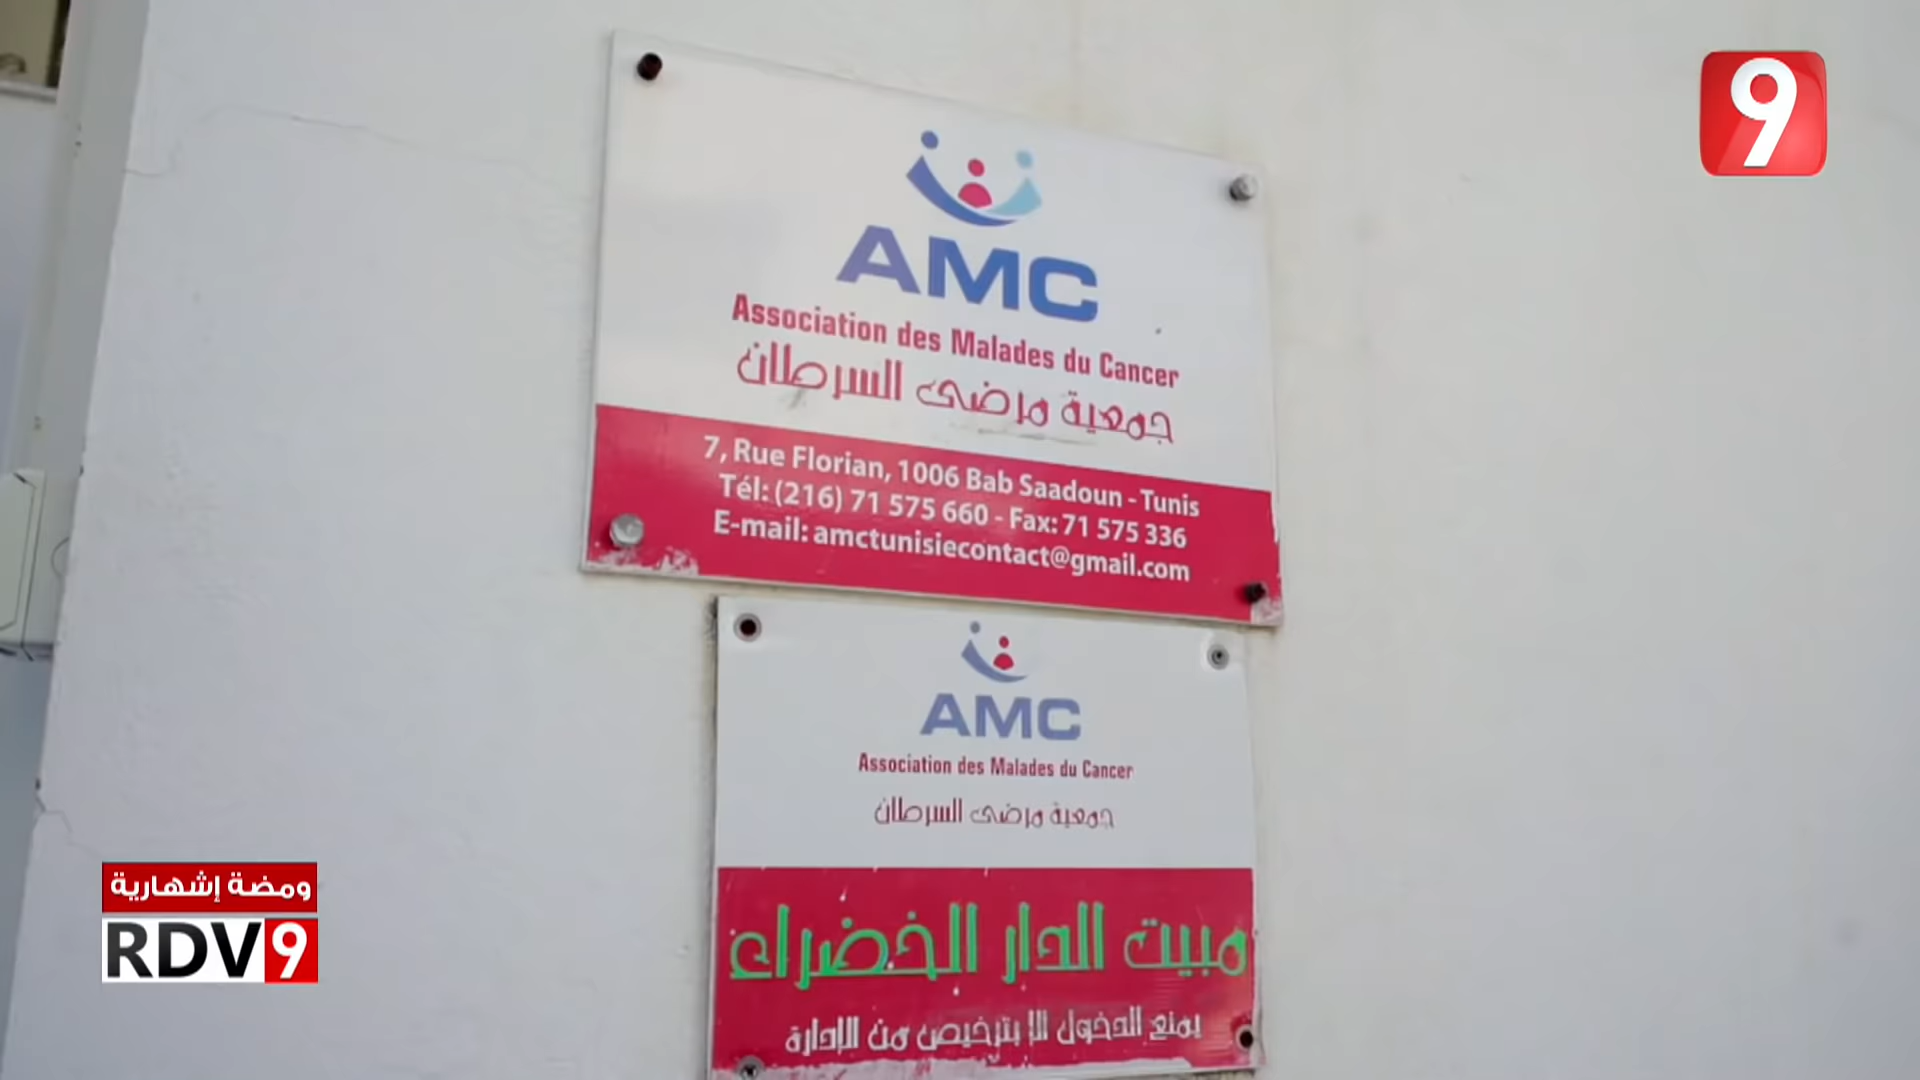 9
AMC
Association des Malades du Cancer
جمعية مرضى السرطان
7, Rue Florian, 1006 Bab Saadoun - Tunis
Tél: (216) 71 575 660 - Fax: 71 575 336
E-mail: amctunisiecontact@gmail.com
AMC
Association des Malades du Cancer
جمعية مرضى السرطان
مبيت الدار الخضراء
يمنع الدخول إلا بترخيص من الإدارة
ومضة إشهارية
RDV9